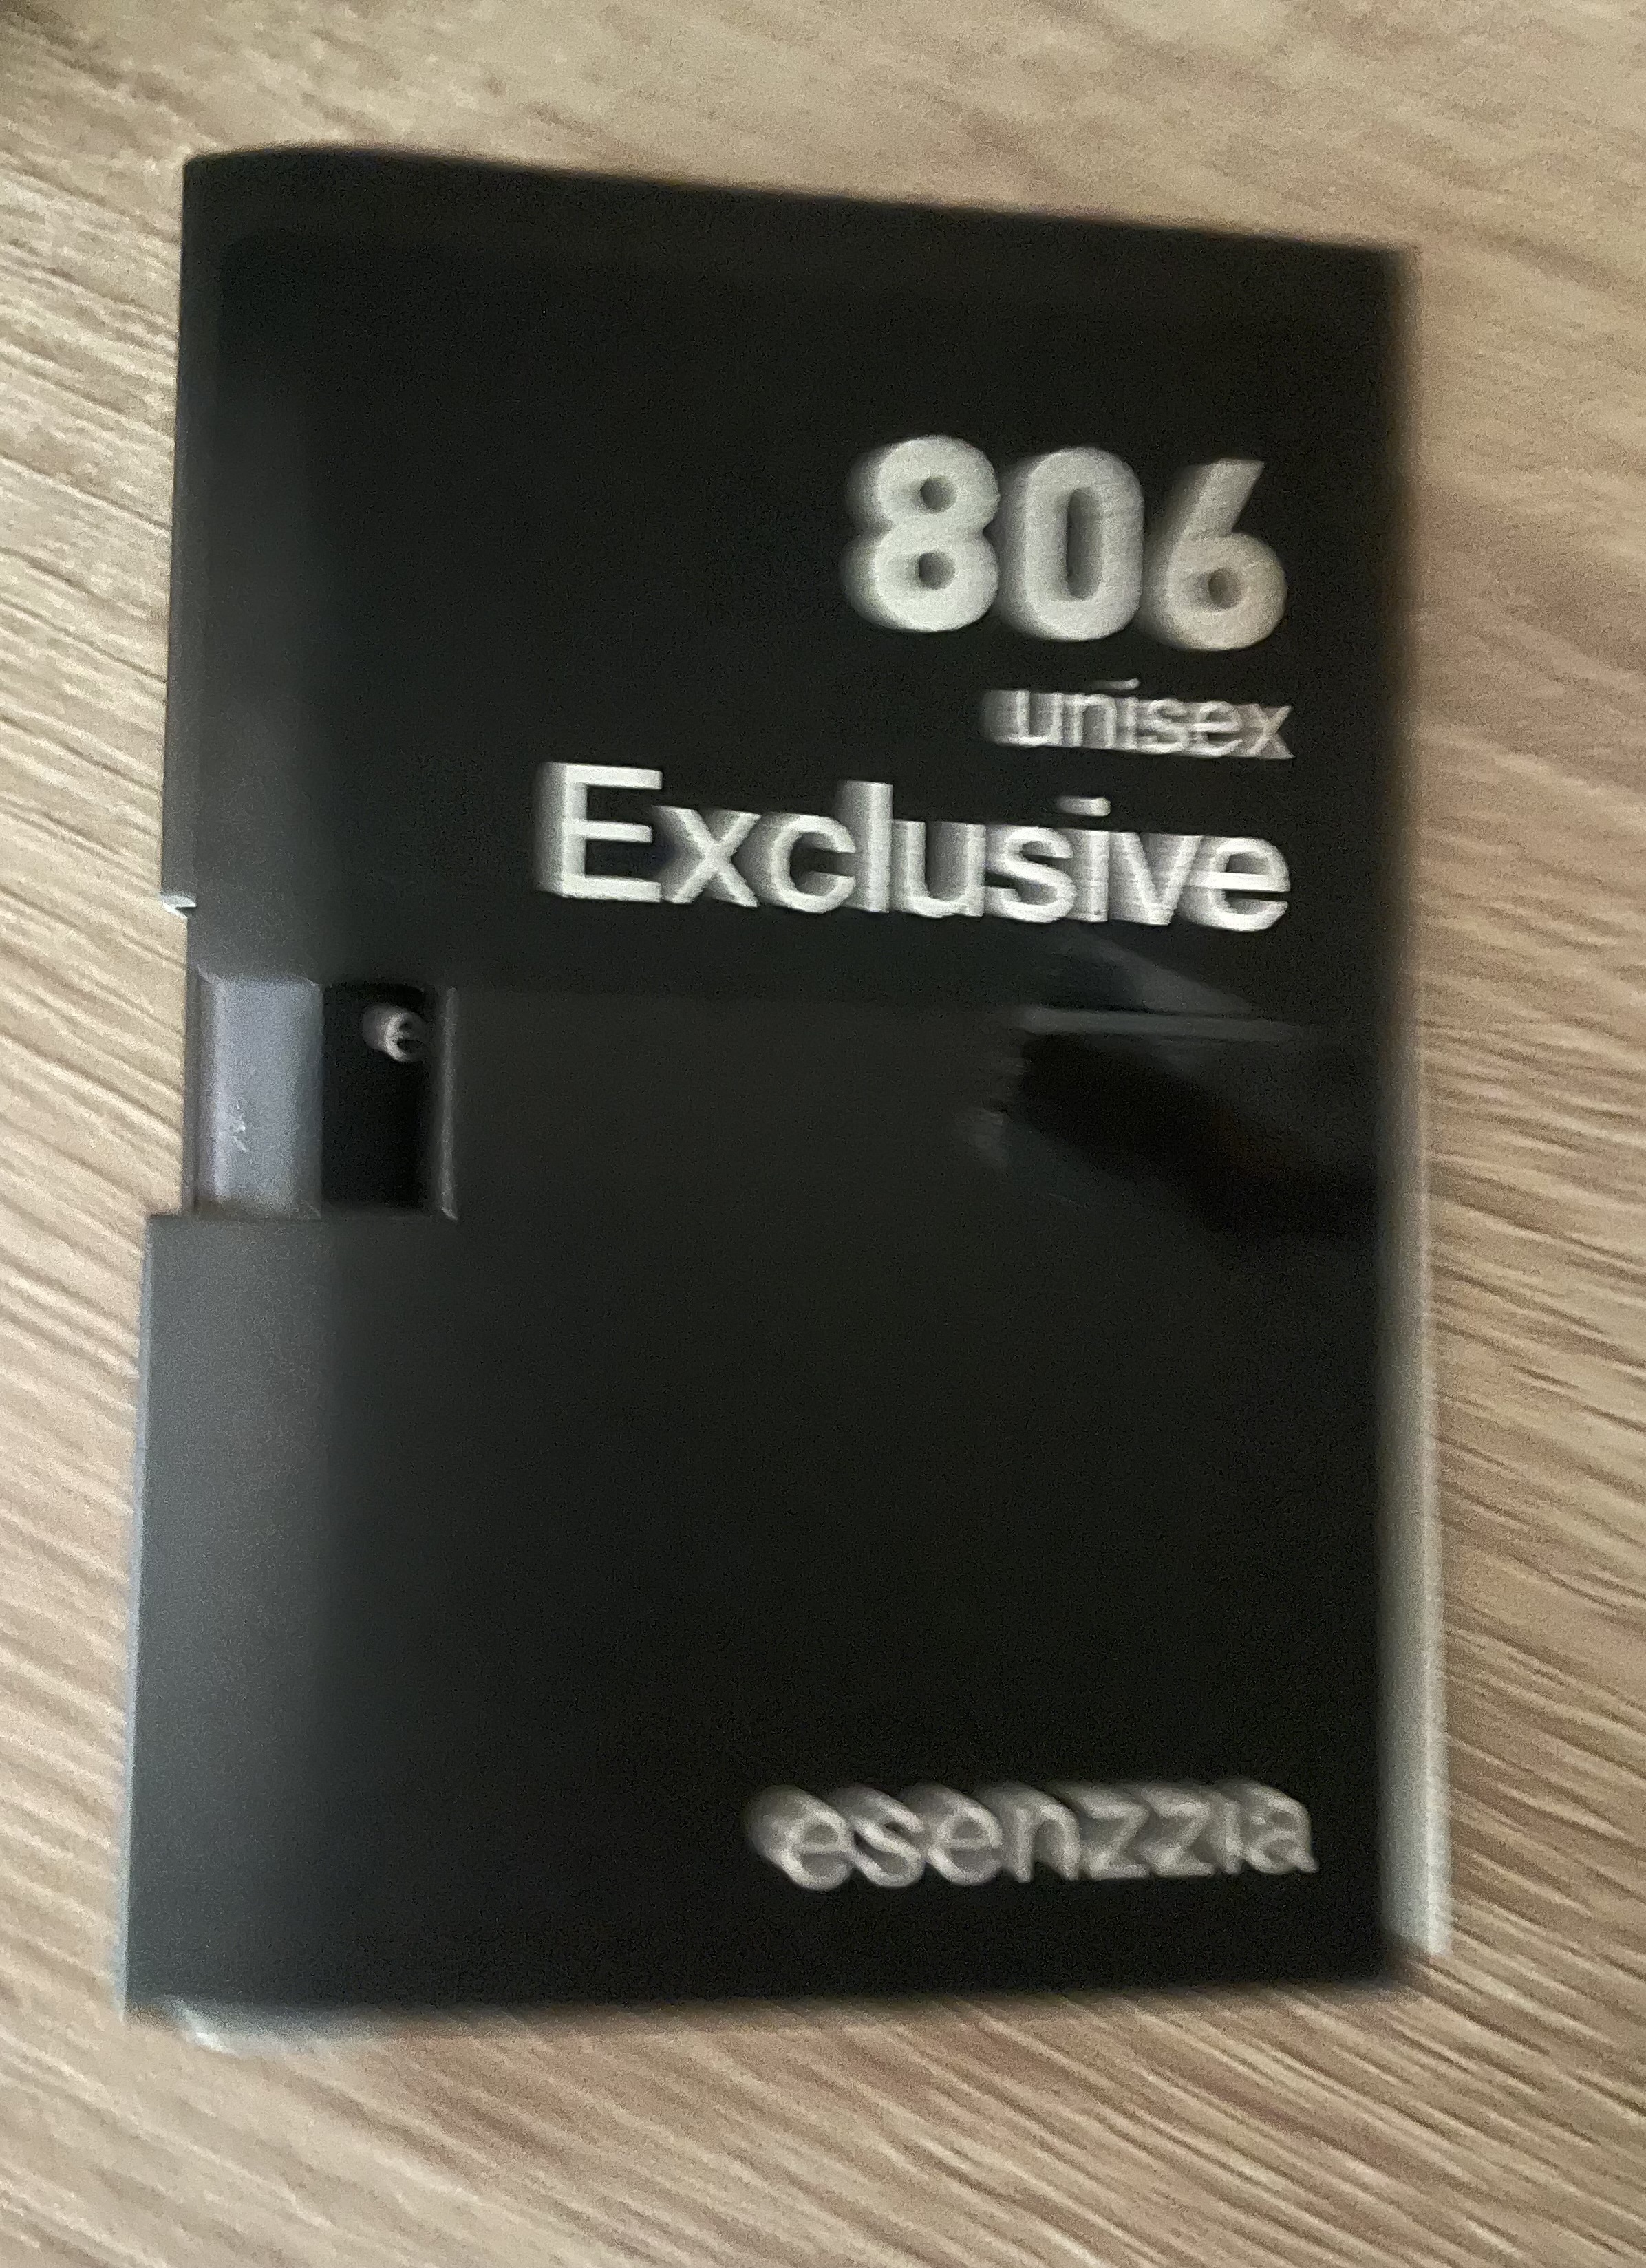 806
unisex
Exclusive
e
esenzzia